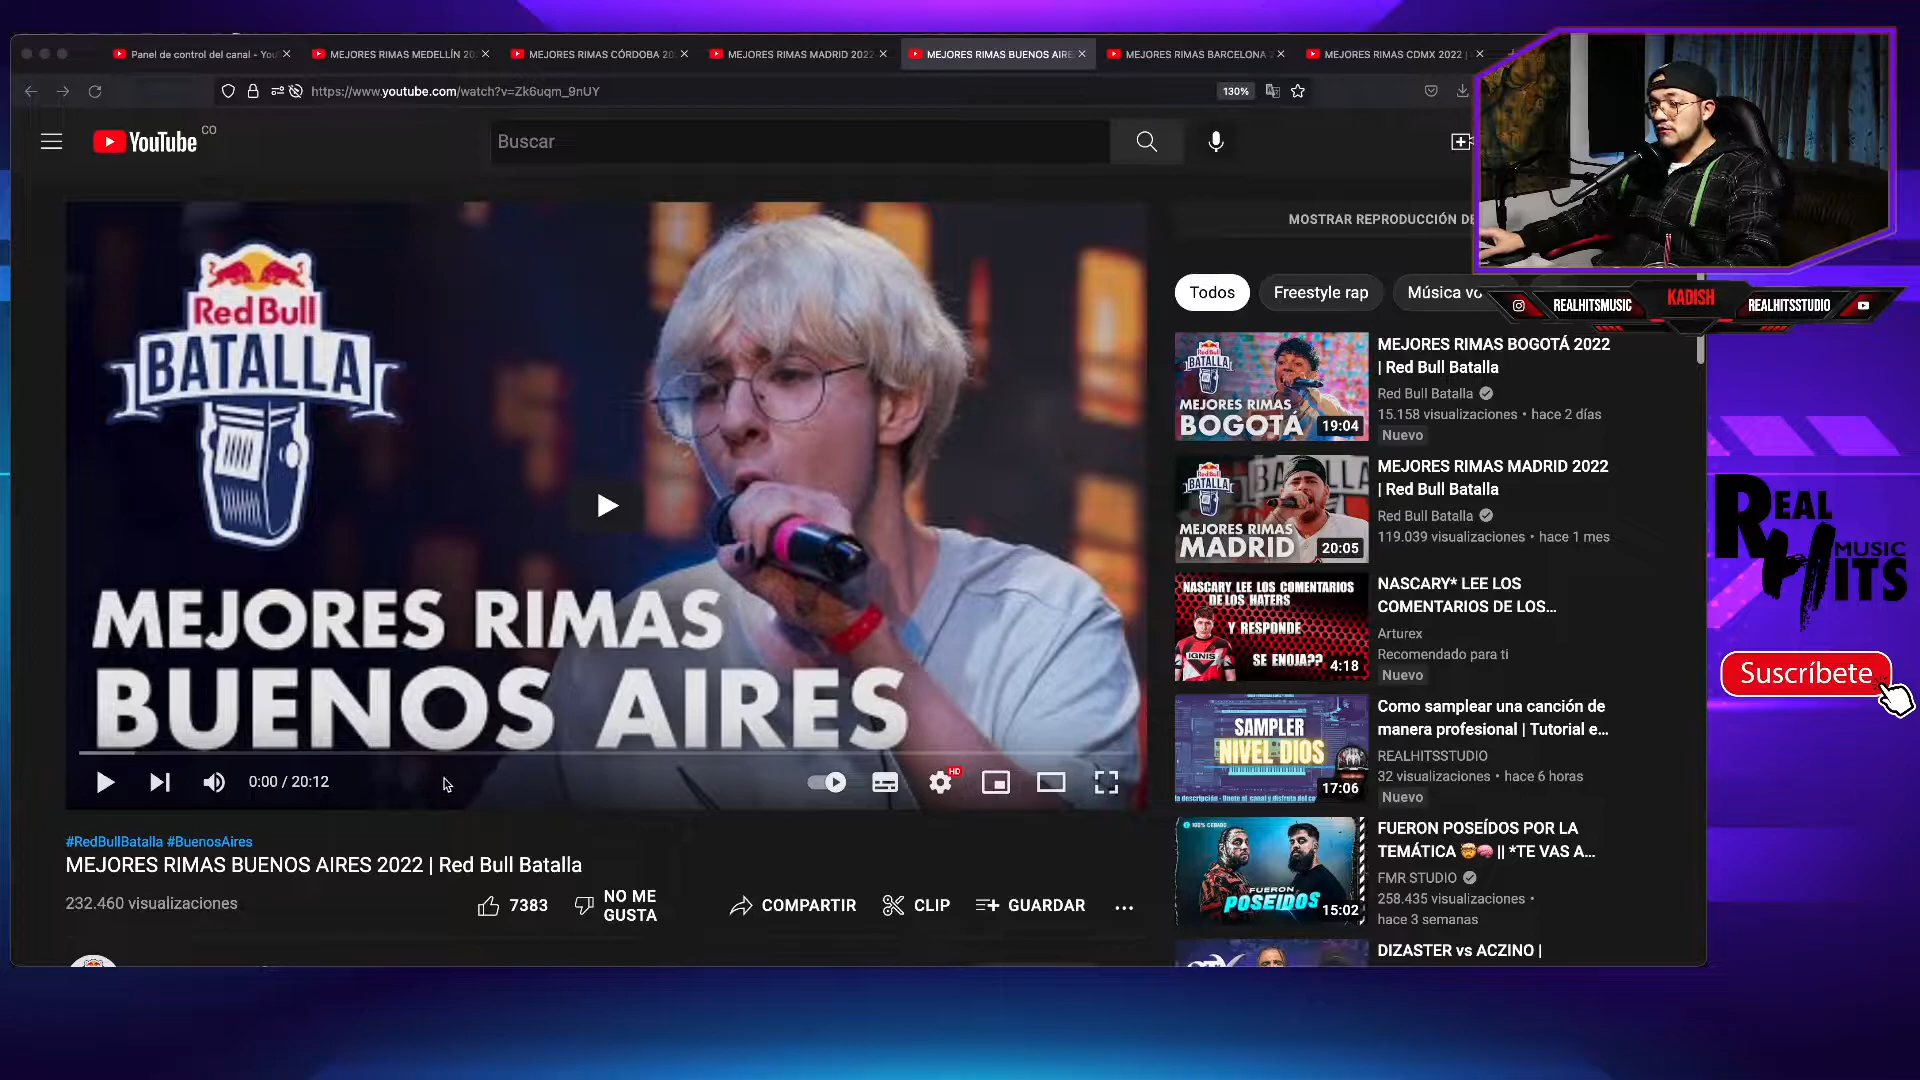 Panel de control del canal - You
MEJORES RIMAS MEDELLÍN 20
MEJORES RIMAS CÓRDOBA 20
MEJORES RIMAS MADRID 2022
MEJORES RIMAS BUENOS AIRE
MEJORES RIMAS BARCELONA 2
MEJORES RIMAS CDMX 2022 |
https://www.youtube.com/watch?v=Zk6uqm_9nUY
130%
YouTube CO
Buscar
MOSTRAR REPRODUCCIÓN DE
Todos
Freestyle rap
Música vo
REALHITSMUSIC
KADISH
REALHITSSTUDIO
Red Bull
BATALLA
MEJORES RIMAS
BUENOS AIRES
0:00 / 20:12
HD
#RedBullBatalla #BuenosAires
MEJORES RIMAS BUENOS AIRES 2022 | Red Bull Batalla
232.460 visualizaciones
7383
NO ME
GUSTA
COMPARTIR
CLIP
GUARDAR
Red Bull
BATALLA
MEJORES RIMAS
BOGOTÁ
19:04
MEJORES RIMAS BOGOTÁ 2022
| Red Bull Batalla
Red Bull Batalla
15.158 visualizaciones • hace 2 días
Nuevo
Red Bull
BATALLA
MEJORES RIMAS
MADRID
20:05
MEJORES RIMAS MADRID 2022
| Red Bull Batalla
Red Bull Batalla
119.039 visualizaciones • hace 1 mes
NASCARY LEE LOS COMENTARIOS
DE LOS HATERS
Y RESPONDE
SE ENOJA??
IGNIS
4:18
NASCARY* LEE LOS
COMENTARIOS DE LOS...
Arturex
Recomendado para ti
Nuevo
SAMPLER
NIVEL DIOS
17:06
Como samplear una canción de
manera profesional | Tutorial e...
REALHITSSTUDIO
32 visualizaciones • hace 6 horas
Nuevo
FUERON
POSEÍDOS
15:02
FUERON POSEÍDOS POR LA
TEMÁTICA 🤯🧠 || *TE VAS A...
FMR STUDIO
258.435 visualizaciones •
hace 3 semanas
DIZASTER vs ACZINO |
REAL
MUSIC
HITS
Suscríbete